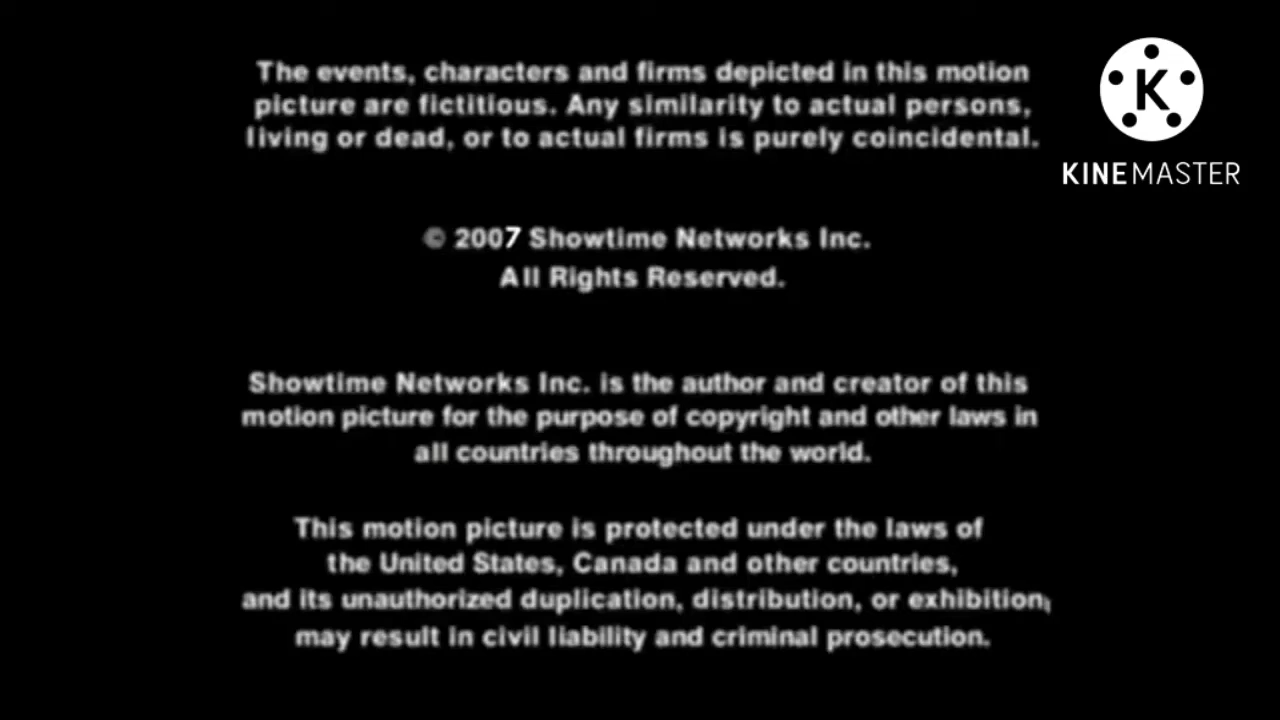 The events, characters and firms depicted in this motion
picture are fictitious. Any similarity to actual persons,
living or dead, or to actual firms is purely coincidental.
K
KINEMASTER
© 2007 Showtime Networks Inc.
All Rights Reserved.
Showtime Networks Inc. is the author and creator of this
motion picture for the purpose of copyright and other laws in
all countries throughout the world.
This motion picture is protected under the laws of
the United States, Canada and other countries,
and its unauthorized duplication, distribution, or exhibition,
may result in civil liability and criminal prosecution.